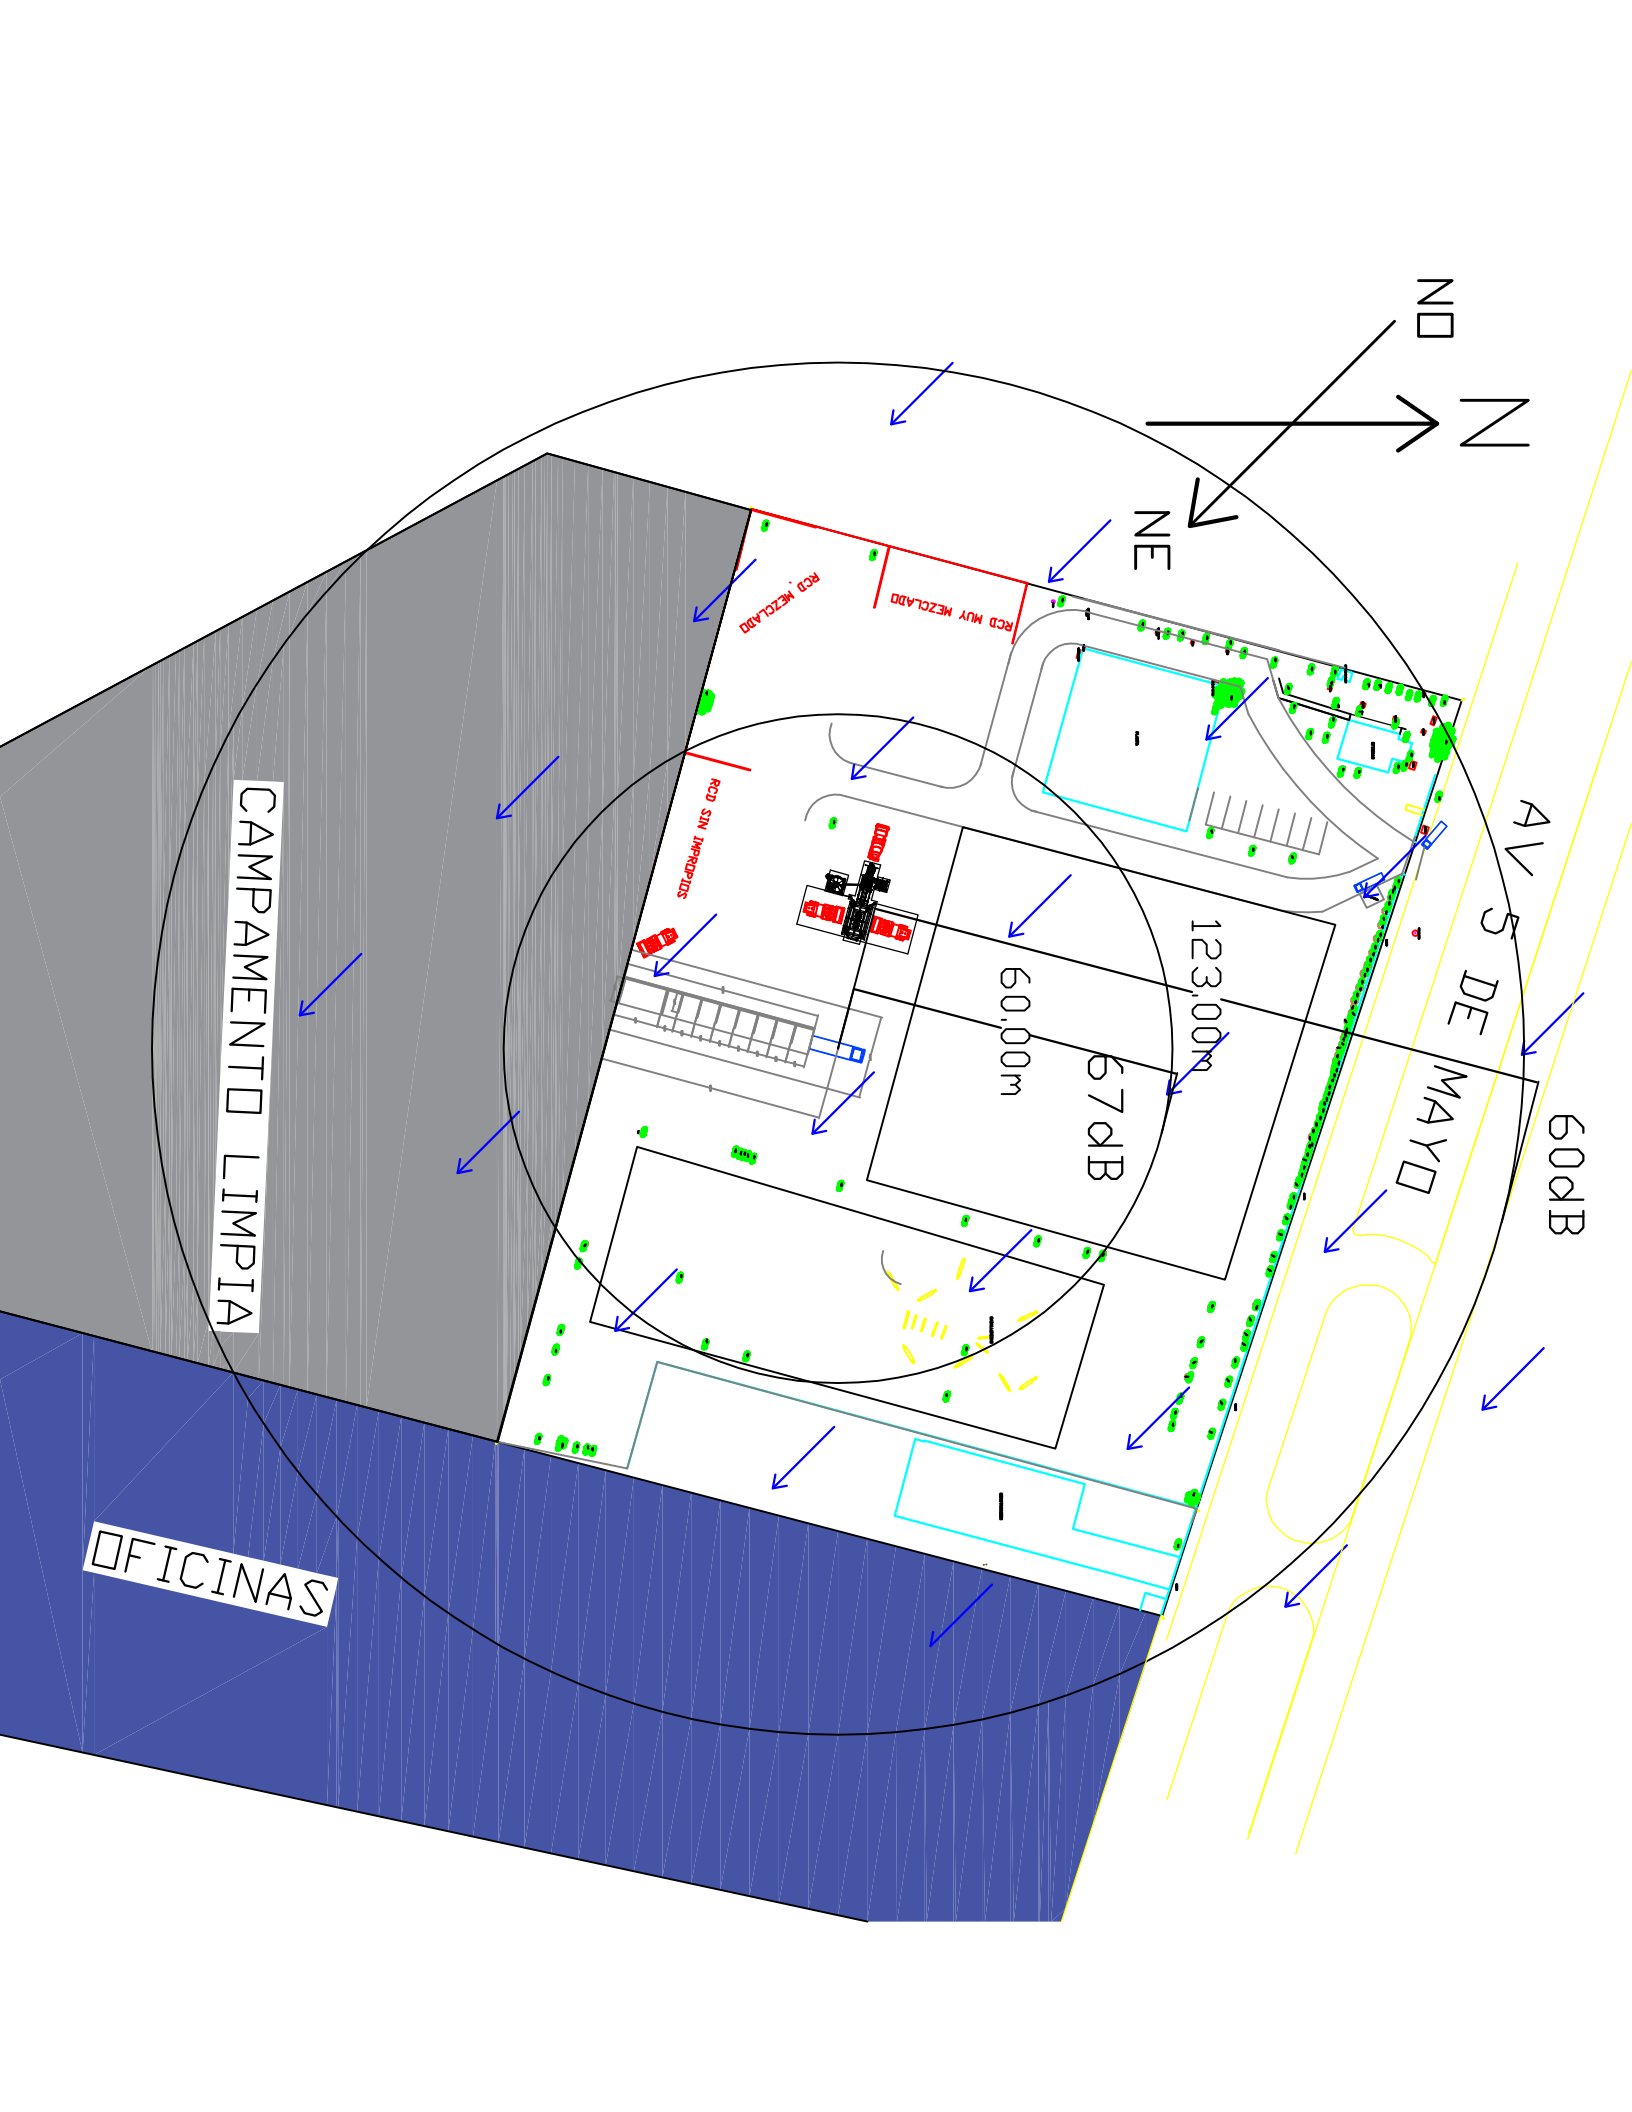 NO
N
NE
AV 5 DE MAYO
RCD MEZCLADO
RCD MUY MEZCLADO
RCD SIN IMPROPIOS
123,00m
60,00m
67dB
60dB
CAMPAMENTO LIMPIA
OFICINAS